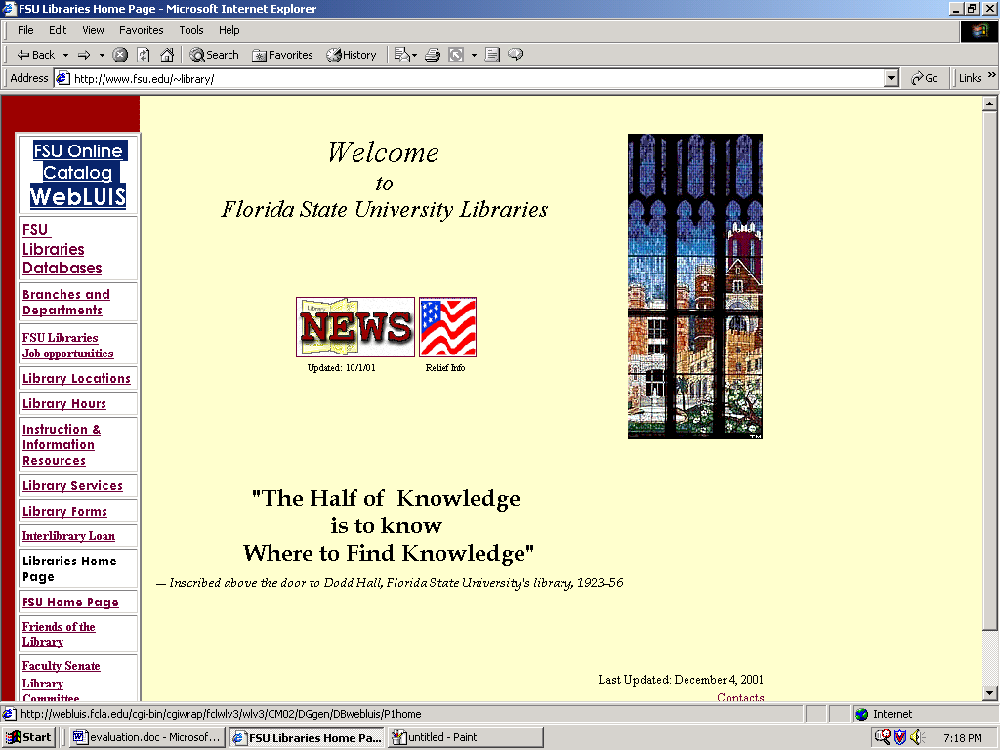 FSU Libraries Home Page - Microsoft Internet Explorer
File Edit View Favorites Tools Help
Back Search Favorites History
Address http://www.fsu.edu/~library/ Go Links »
FSU Online
Catalog
WebLUIS
FSU
Libraries
Databases
Branches and
Departments
FSU Libraries
Job opportunities
Library Locations
Library Hours
Instruction &
Information
Resources
Library Services
Library Forms
Interlibrary Loan
Libraries Home
Page
FSU Home Page
Friends of the
Library
Faculty Senate
Library
Committee
Welcome
to
Florida State University Libraries
Library
NEWS
Updated: 10/1/01 Relief Info
TM
"The Half of Knowledge
is to know
Where to Find Knowledge"
— Inscribed above the door to Dodd Hall, Florida State University's library, 1923-56
Last Updated: December 4, 2001
Contacts
http://webluis.fcla.edu/cgi-bin/cgiwrap/fclwlv3/wlv3/CM02/DGgen/DBwebluis/P1home Internet
Start evaluation.doc - Microsof... FSU Libraries Home Pa... untitled - Paint 7:18 PM